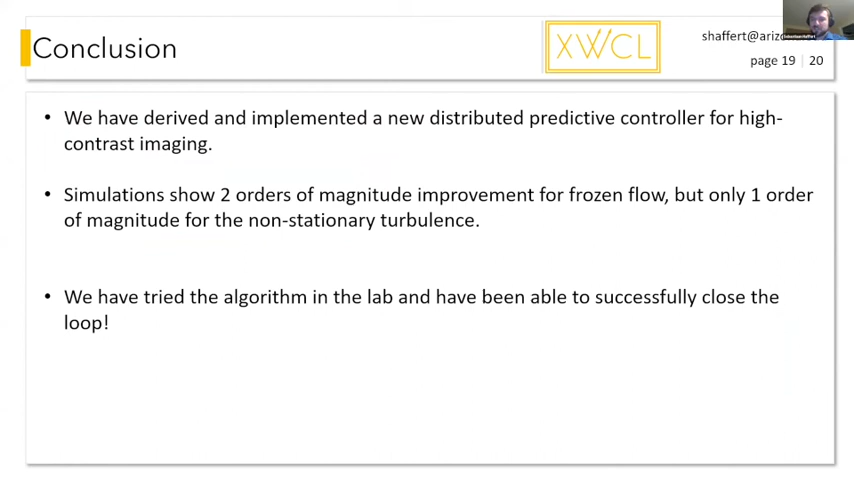 Conclusion
XWCL
shaffert@arizo
page 19 | 20
• We have derived and implemented a new distributed predictive controller for high-
contrast imaging.
• Simulations show 2 orders of magnitude improvement for frozen flow, but only 1 order
of magnitude for the non-stationary turbulence.
• We have tried the algorithm in the lab and have been able to successfully close the
loop!